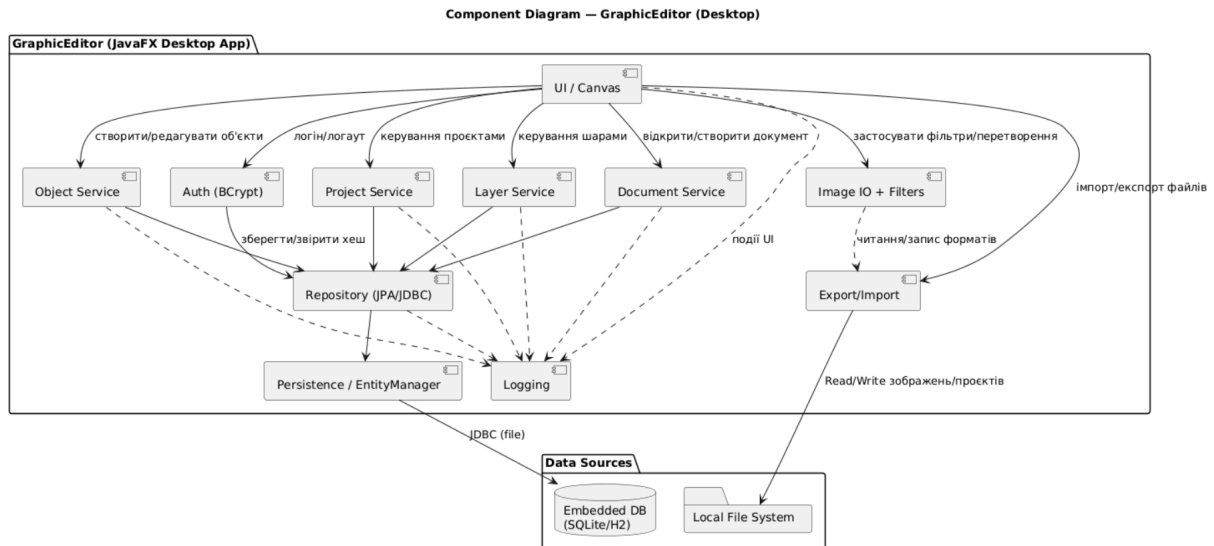 Component Diagram — GraphicEditor (Desktop)
GraphicEditor (JavaFX Desktop App)
UI / Canvas
створити/редагувати об'єкти
логін/логаут
керування проєктами
керування шарами
відкрити/створити документ
застосувати фільтри/перетворення
імпорт/експорт файлів
Object Service
Auth (BCrypt)
Project Service
Layer Service
Document Service
Image IO + Filters
зберегти/звірити хеш
події UI
читання/запис форматів
Repository (JPA/JDBC)
Export/Import
Persistence / EntityManager
Logging
Read/Write зображень/проєктів
JDBC (file)
Data Sources
Embedded DB
(SQLite/H2)
Local File System